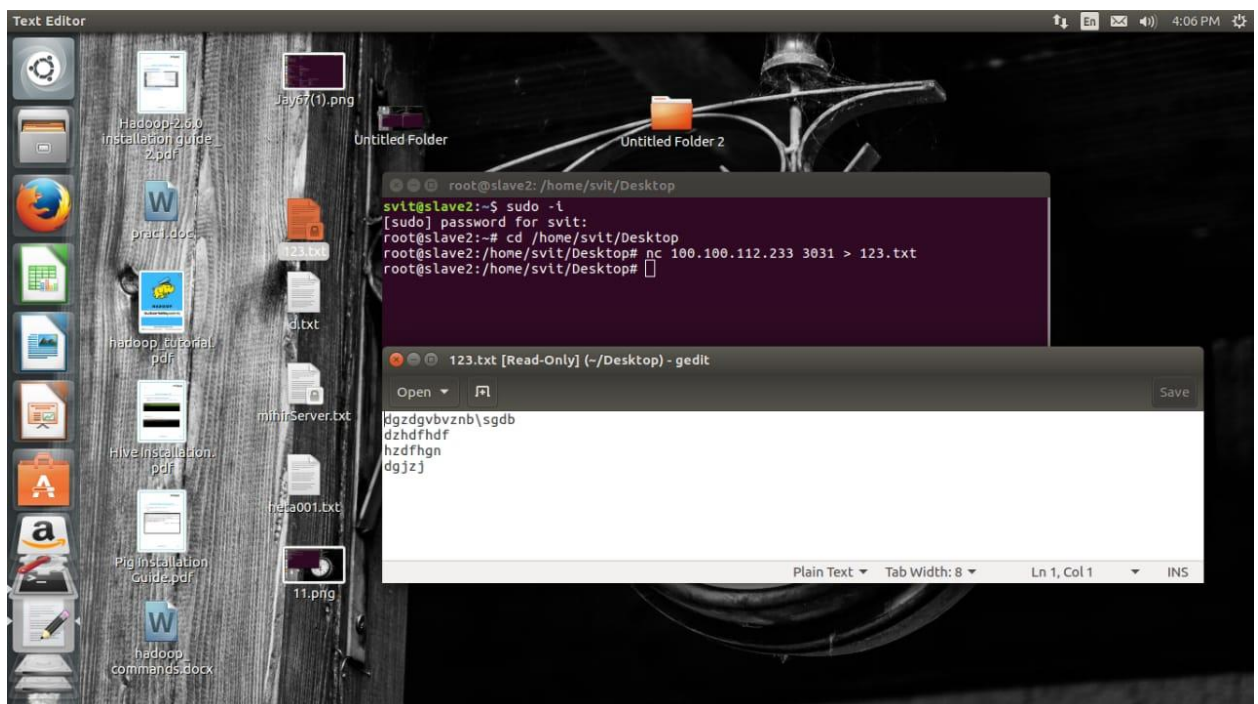 Text Editor
En
4:06 PM
Hadoop-2.6.0
installation guide_
2.pdf
prac1.doc
hadoop_tutorial.
pdf
Hive Installation.
pdf
Pig Installation
Guide.pdf
hadoop_
commands.docx
Jay67(1).png
123.txt
d.txt
mihirServer.txt
heta001.txt
11.png
Untitled Folder
Untitled Folder 2
root@slave2: /home/svit/Desktop
svit@slave2:~$ sudo -i
[sudo] password for svit:
root@slave2:~# cd /home/svit/Desktop
root@slave2:/home/svit/Desktop# nc 100.100.112.233 3031 > 123.txt
root@slave2:/home/svit/Desktop#
123.txt [Read-Only] (~/Desktop) - gedit
Open
Save
dgzdgvbvznb\sgdb
dzhdfhdf
hzdfhgn
dgjzj
Plain Text Tab Width: 8 Ln 1, Col 1 INS